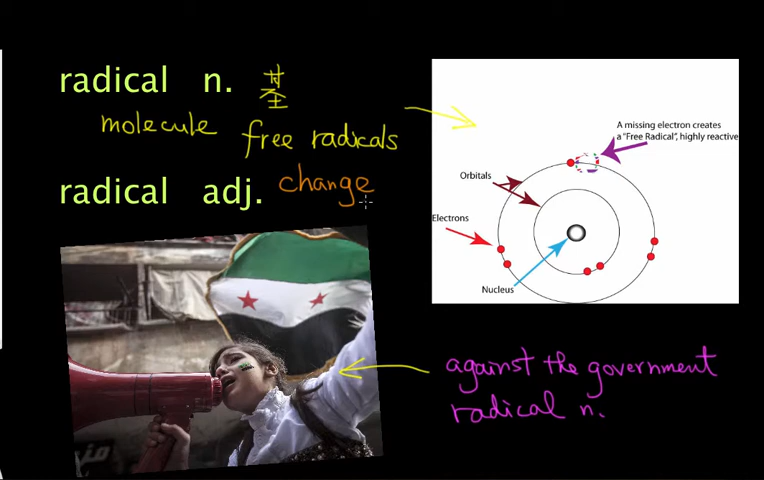 radical n. 基
molecule free radicals
radical adj. change
A missing electron creates
a "Free Radical", highly reactive
Orbitals
Electrons
Nucleus
against the government
radical n.